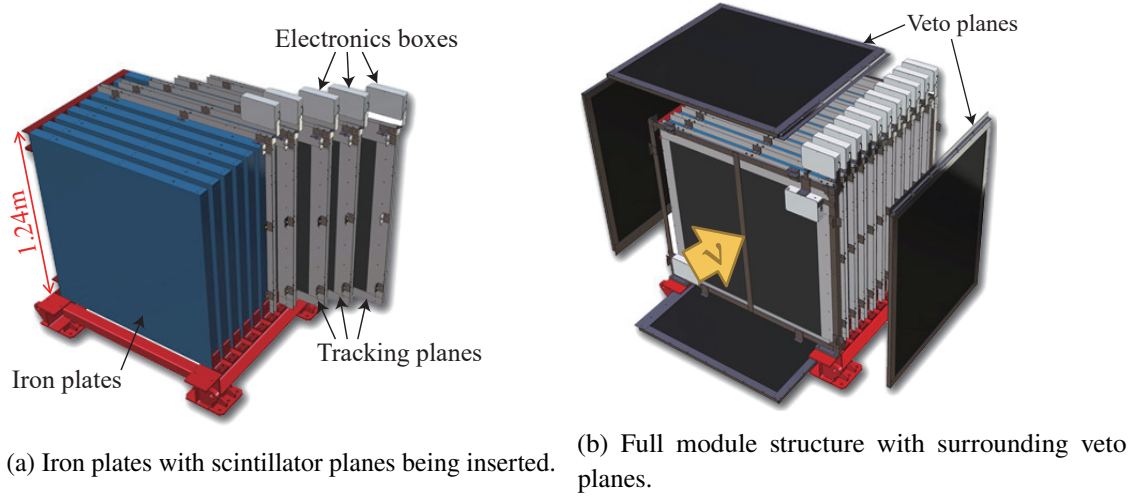 Electronics boxes
1.24m
Iron plates
Tracking planes
(a) Iron plates with scintillator planes being inserted.
Veto planes
ν
(b) Full module structure with surrounding veto
planes.